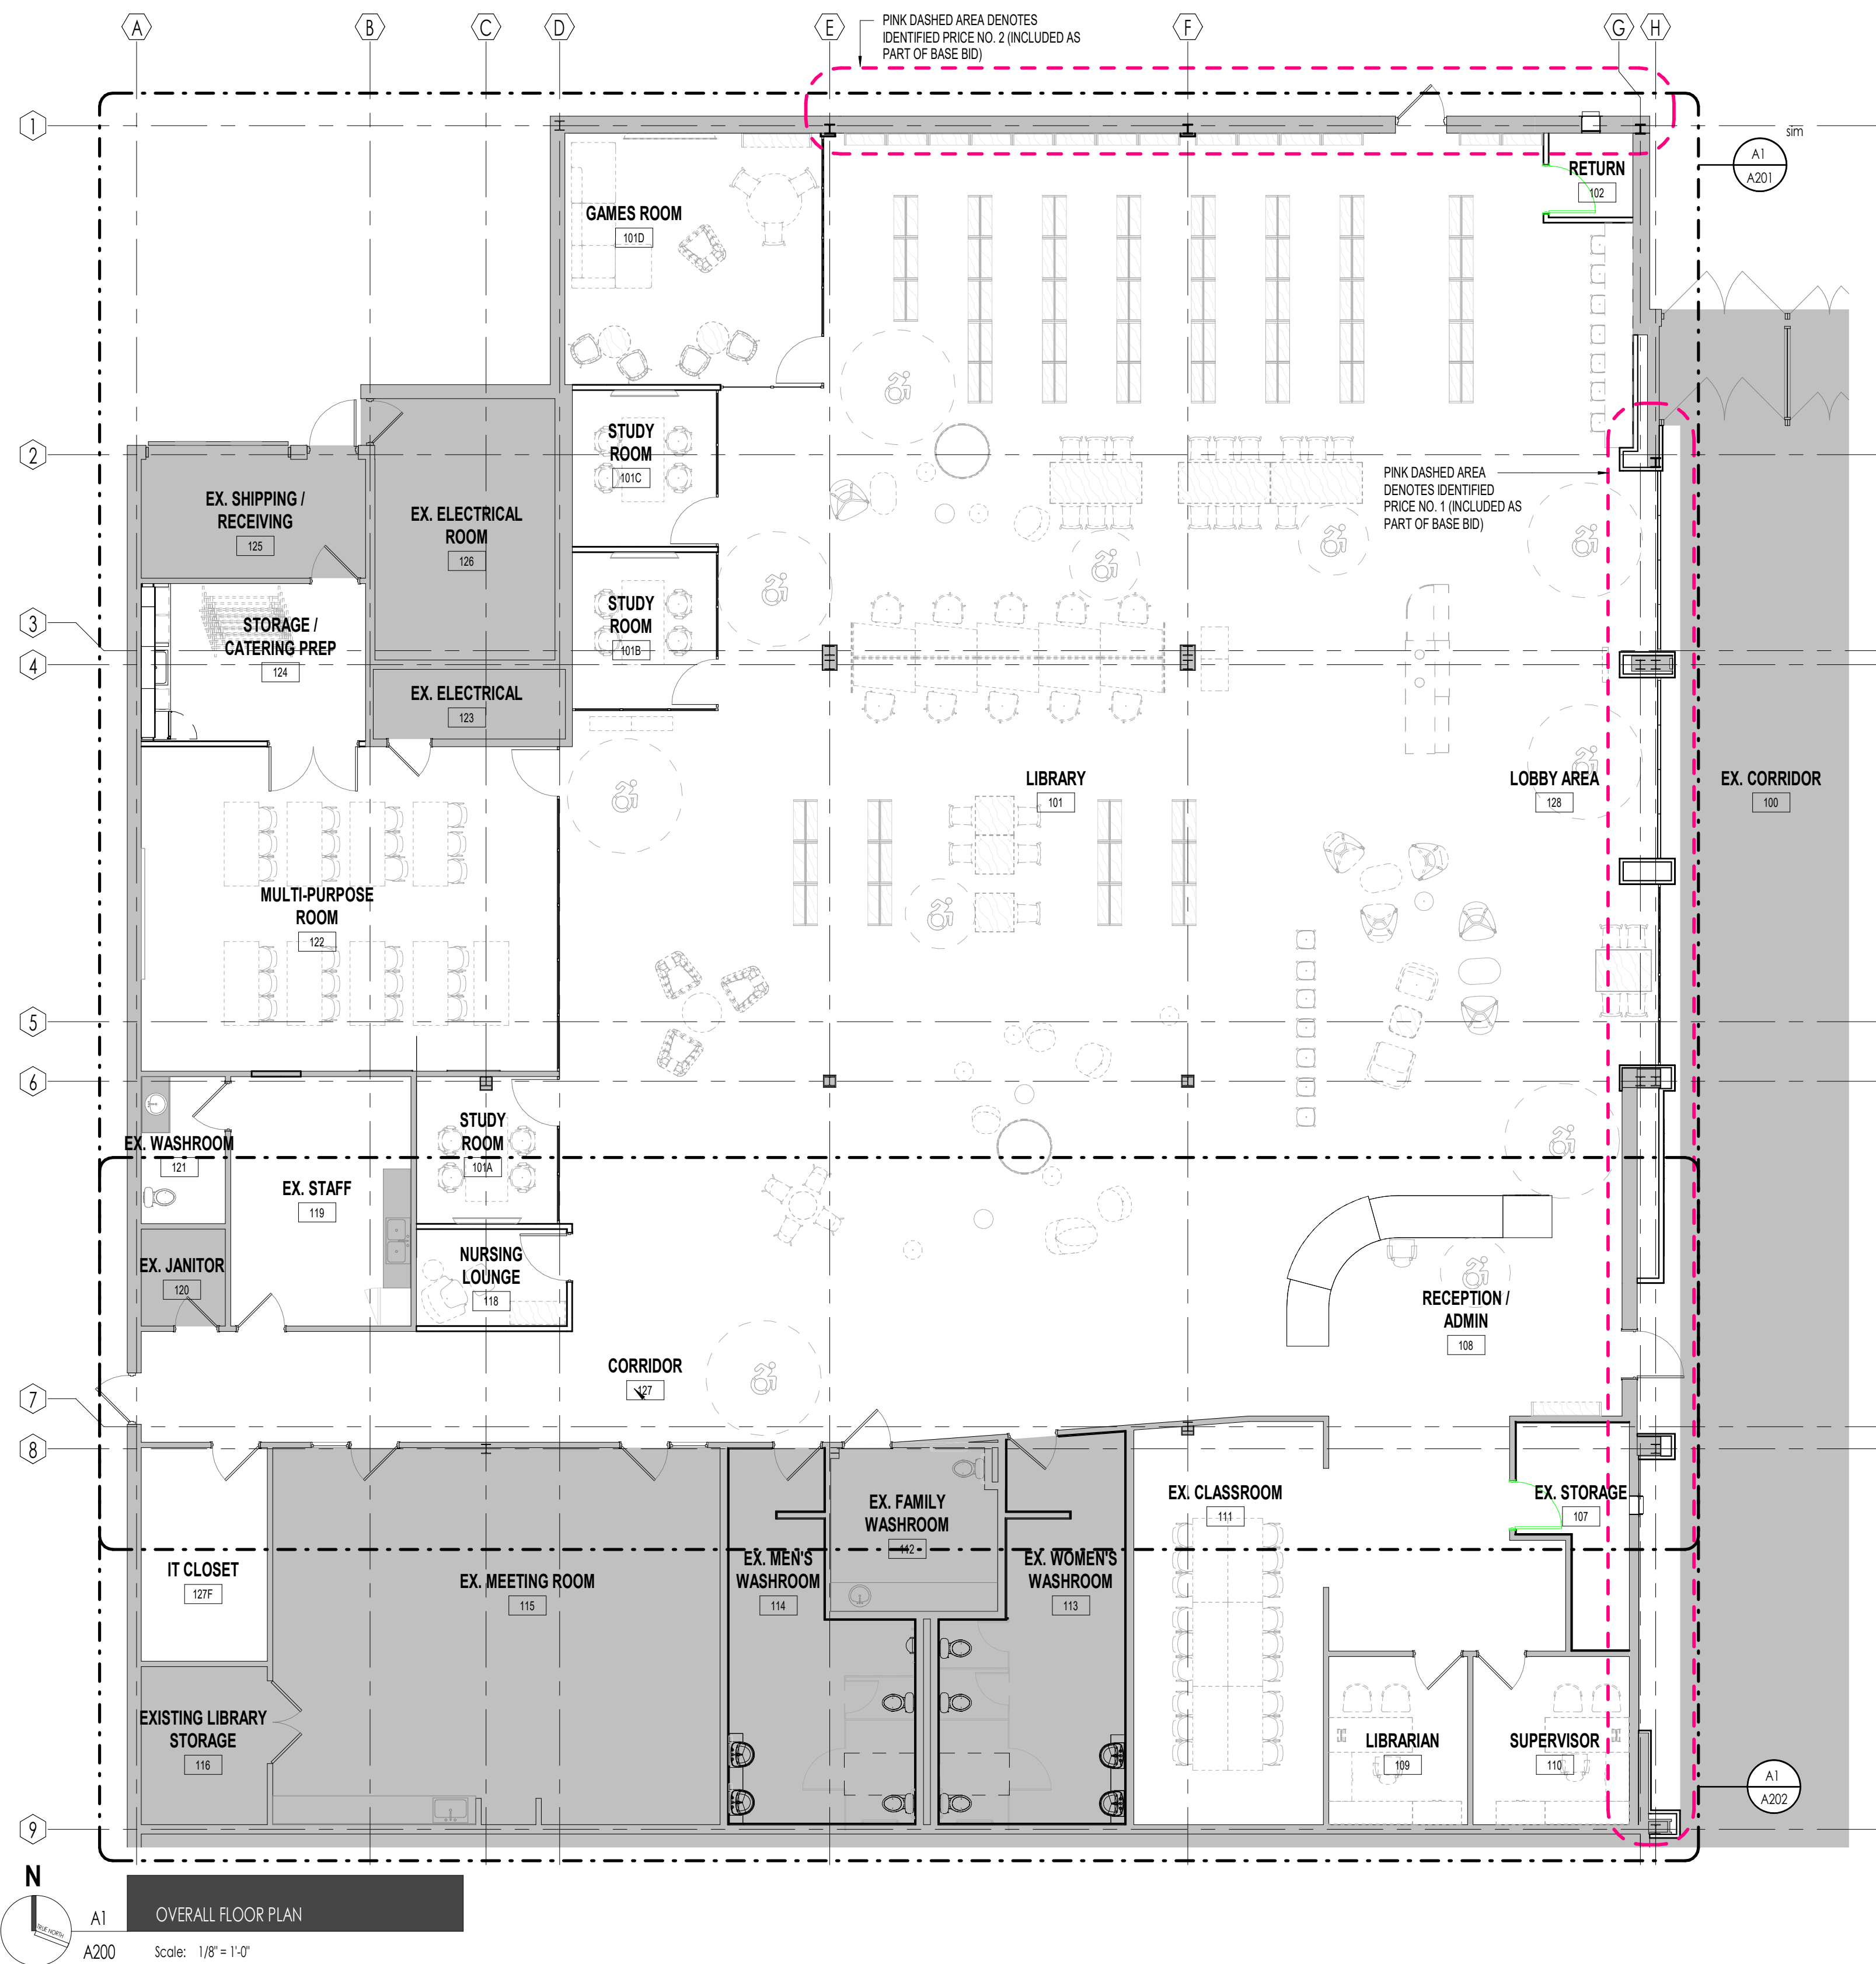 A
B
C
D
E
F
G
H
PINK DASHED AREA DENOTES
IDENTIFIED PRICE NO. 2 (INCLUDED AS
PART OF BASE BID)
1
sim
A1
A201
RETURN
102
GAMES ROOM
101D
STUDY
ROOM
101C
2
PINK DASHED AREA
DENOTES IDENTIFIED
PRICE NO. 1 (INCLUDED AS
PART OF BASE BID)
EX. SHIPPING /
RECEIVING
125
EX. ELECTRICAL
ROOM
126
STUDY
ROOM
101B
3
STORAGE /
CATERING PREP
124
4
EX. ELECTRICAL
123
LIBRARY
101
LOBBY AREA
128
EX. CORRIDOR
100
MULTI-PURPOSE
ROOM
122
5
6
STUDY
ROOM
101A
EX. WASHROOM
121
EX. STAFF
119
EX. JANITOR
120
NURSING
LOUNGE
118
RECEPTION /
ADMIN
108
CORRIDOR
127
7
8
EX. CLASSROOM
111
EX. STORAGE
107
EX. FAMILY
WASHROOM
112
IT CLOSET
127F
EX. MEETING ROOM
115
EX. MEN'S
WASHROOM
114
EX. WOMEN'S
WASHROOM
113
EXISTING LIBRARY
STORAGE
116
LIBRARIAN
109
SUPERVISOR
110
A1
A202
9
N
TRUE NORTH
A1
OVERALL FLOOR PLAN
A200
Scale: 1/8" = 1'-0"